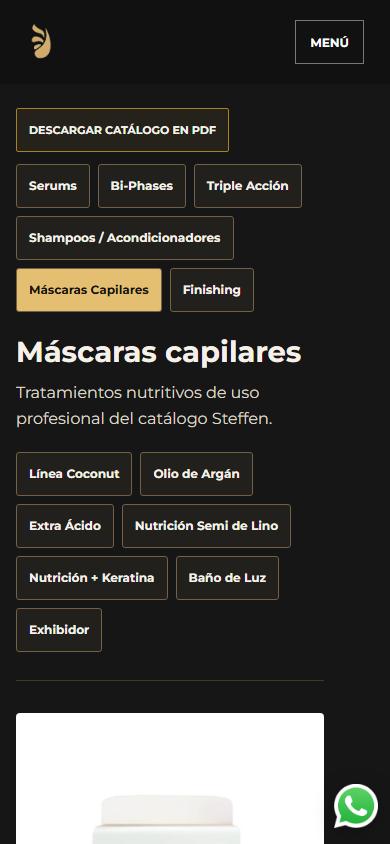 MENÚ
DESCARGAR CATÁLOGO EN PDF
Serums
Bi-Phases
Triple Acción
Shampoos / Acondicionadores
Máscaras Capilares
Finishing
Máscaras capilares
Tratamientos nutritivos de uso
profesional del catálogo Steffen.
Línea Coconut
Olio de Argán
Extra Ácido
Nutrición Semi de Lino
Nutrición + Keratina
Baño de Luz
Exhibidor